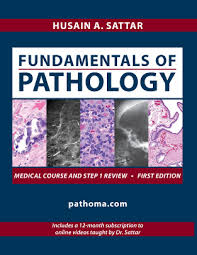 HUSAIN A. SATTAR
FUNDAMENTALS OF
PATHOLOGY
MEDICAL COURSE AND STEP 1 REVIEW • FIRST EDITION
pathoma.com
Includes a 12-month subscription to
online videos taught by Dr. Sattar